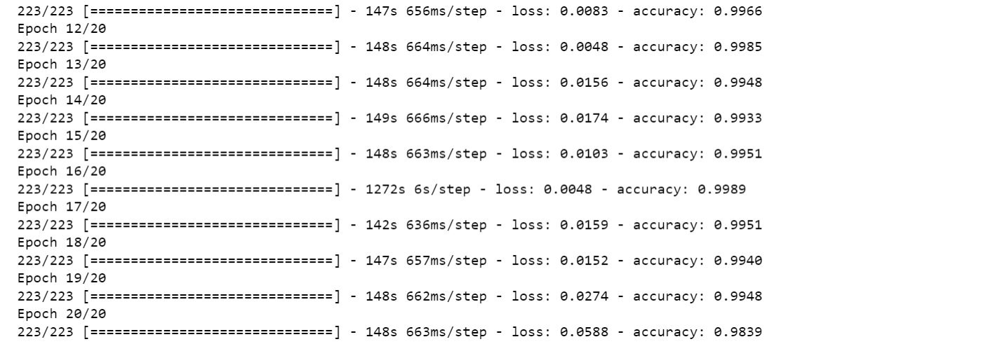 223/223 [==============================] - 147s 656ms/step - loss: 0.0083 - accuracy: 0.9966
Epoch 12/20
223/223 [==============================] - 148s 664ms/step - loss: 0.0048 - accuracy: 0.9985
Epoch 13/20
223/223 [==============================] - 148s 664ms/step - loss: 0.0156 - accuracy: 0.9948
Epoch 14/20
223/223 [==============================] - 149s 666ms/step - loss: 0.0174 - accuracy: 0.9933
Epoch 15/20
223/223 [==============================] - 148s 663ms/step - loss: 0.0103 - accuracy: 0.9951
Epoch 16/20
223/223 [==============================] - 1272s 6s/step - loss: 0.0048 - accuracy: 0.9989
Epoch 17/20
223/223 [==============================] - 142s 636ms/step - loss: 0.0159 - accuracy: 0.9951
Epoch 18/20
223/223 [==============================] - 147s 657ms/step - loss: 0.0152 - accuracy: 0.9940
Epoch 19/20
223/223 [==============================] - 148s 662ms/step - loss: 0.0274 - accuracy: 0.9948
Epoch 20/20
223/223 [==============================] - 148s 663ms/step - loss: 0.0588 - accuracy: 0.9839